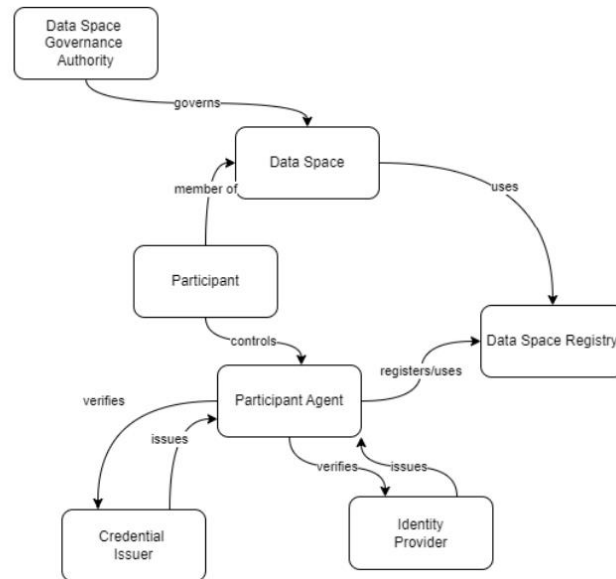 Data Space
Governance
Authority
governs
Data Space
member of
uses
Participant
controls
Data Space Registry
registers/uses
Participant Agent
verifies
issues
verifies
issues
Credential
Issuer
Identity
Provider